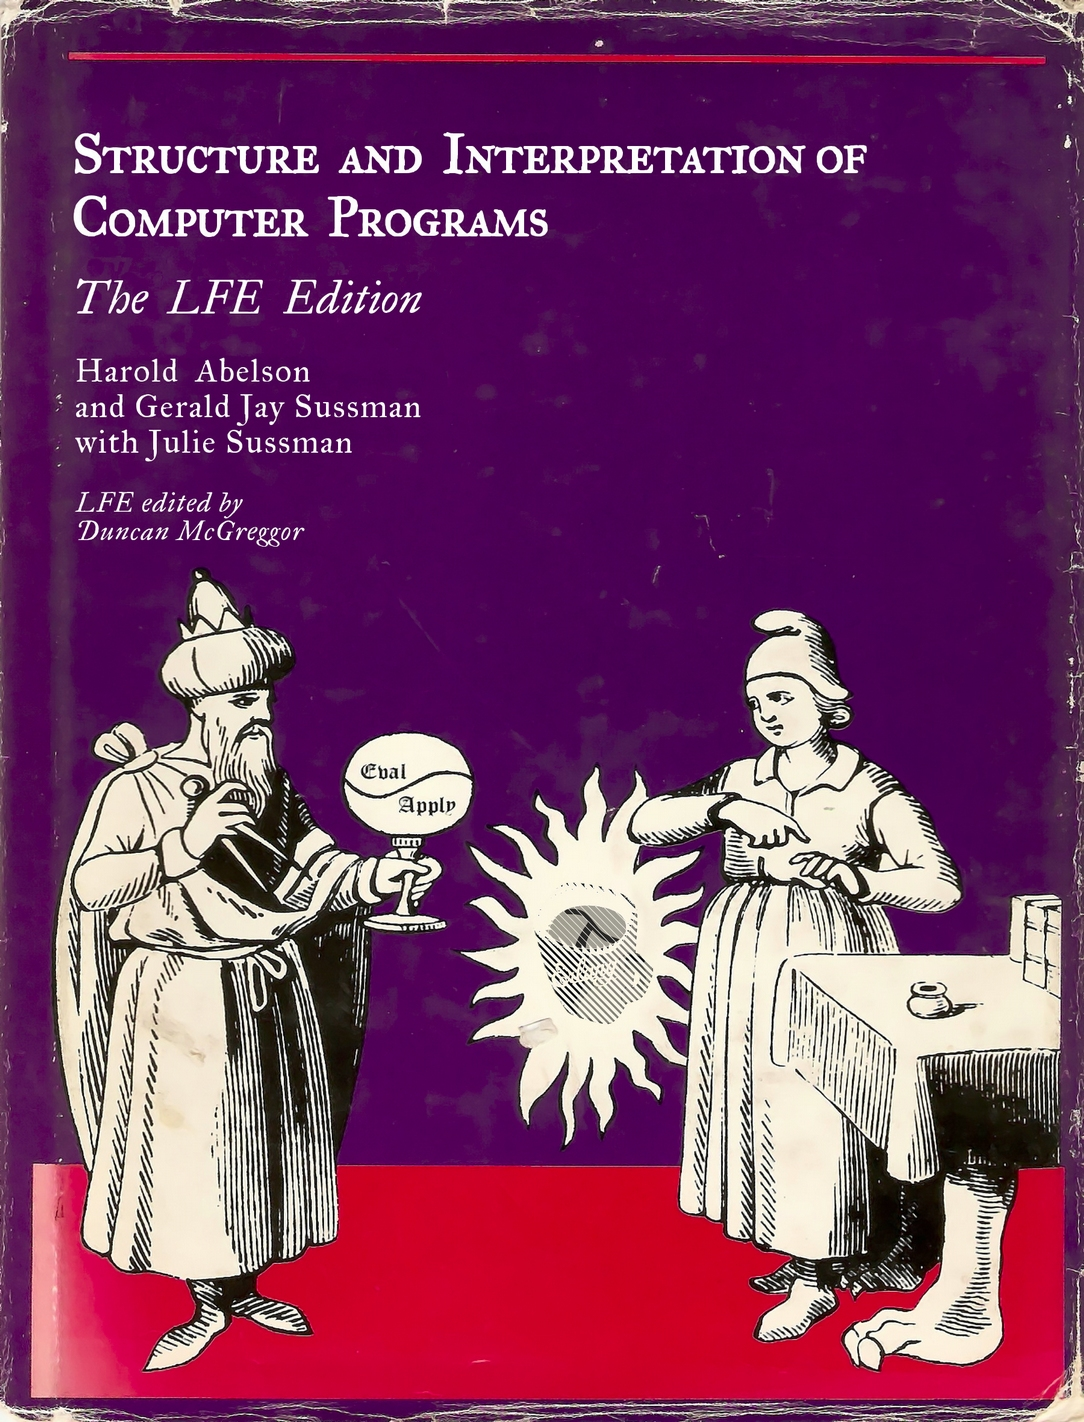 Structure and Interpretation of
Computer Programs
The LFE Edition
Harold Abelson
and Gerald Jay Sussman
with Julie Sussman
LFE edited by
Duncan McGreggor
Eval
Apply
λ